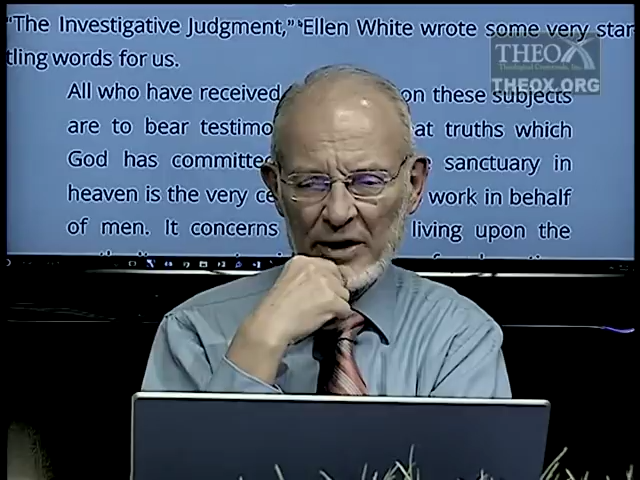 “The Investigative Judgment,” Ellen White wrote some very star-
tling words for us.
All who have received on these subjects
are to bear testimo at truths which
God has committe sanctuary in
heaven is the very ce work in behalf
of men. It concerns living upon the
THEOX
THEOX.ORG